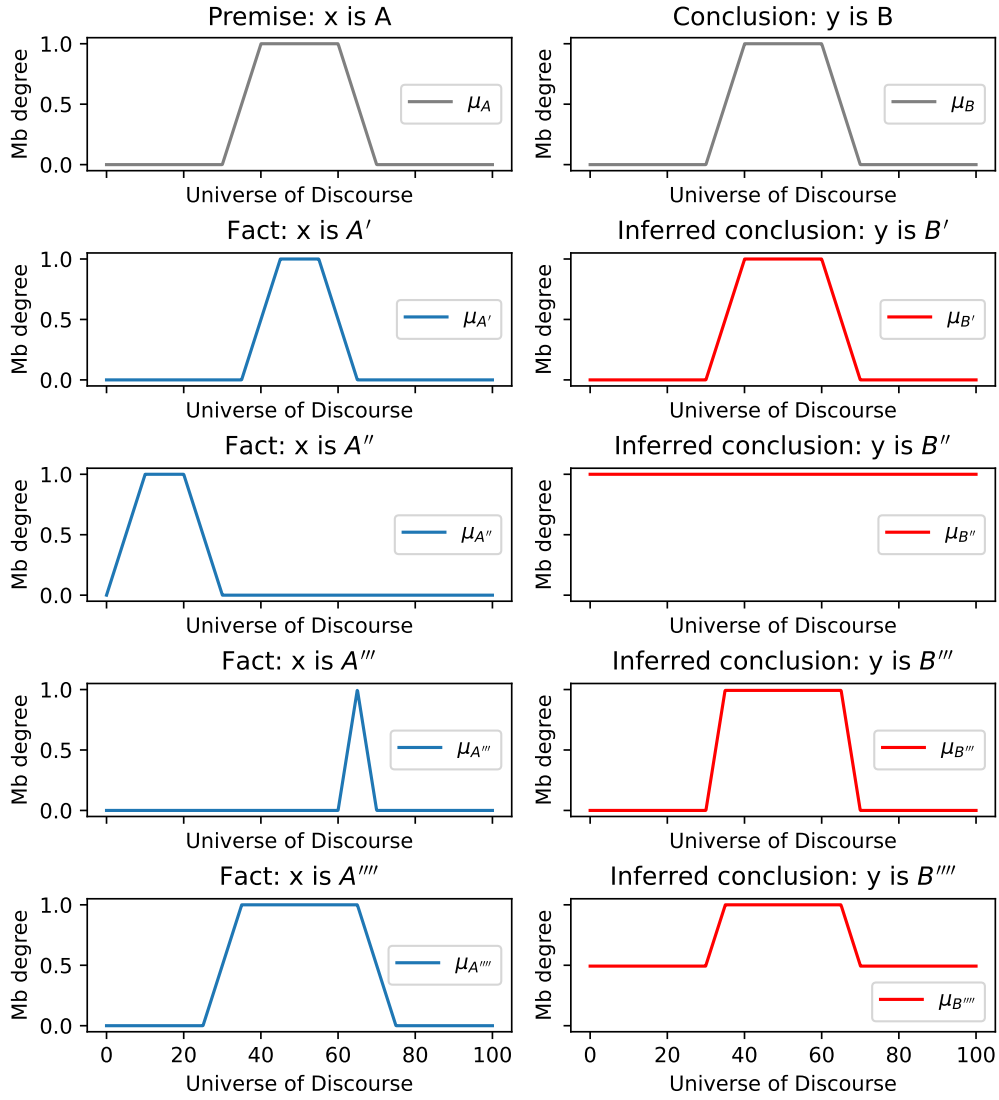 Premise: x is A
Conclusion: y is B
1.0
0.5
0.0
Mb degree
μA
Universe of Discourse
Mb degree
μB
Universe of Discourse
Fact: x is A′
Inferred conclusion: y is B′
1.0
0.5
0.0
Mb degree
μA′
Universe of Discourse
Mb degree
μB′
Universe of Discourse
Fact: x is A′′
Inferred conclusion: y is B′′
1.0
0.5
0.0
Mb degree
μA′′
Universe of Discourse
Mb degree
μB′′
Universe of Discourse
Fact: x is A′′′
Inferred conclusion: y is B′′′
1.0
0.5
0.0
Mb degree
μA′′′
Universe of Discourse
Mb degree
μB′′′
Universe of Discourse
Fact: x is A′′′′
Inferred conclusion: y is B′′′′
1.0
0.5
0.0
Mb degree
μA′′′′
0 20 40 60 80 100
Universe of Discourse
Mb degree
μB′′′′
0 20 40 60 80 100
Universe of Discourse